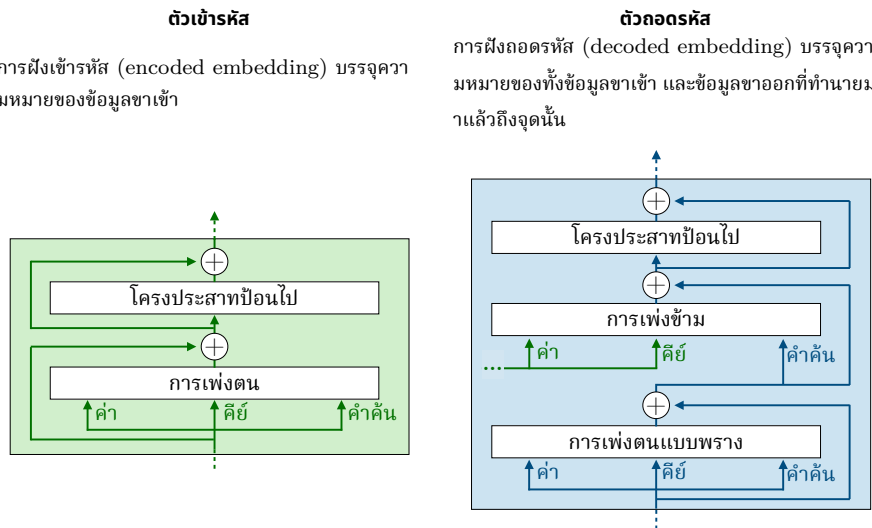 ตัวเข้ารหัส
การฝังเข้ารหัส (encoded embedding) บรรจุควา
มหมายของข้อมูลขาเข้า
โครงประสาทป้อนไป
การเพ่งตน
ค่า คีย์ คำค้น
ตัวถอดรหัส
การฝังถอดรหัส (decoded embedding) บรรจุควา
มหมายของทั้งข้อมูลขาเข้า และข้อมูลขาออกที่ทำนายม
าแล้วถึงจุดนั้น
โครงประสาทป้อนไป
การเพ่งข้าม
... ค่า คีย์ คำค้น
การเพ่งตนแบบพราง
ค่า คีย์ คำค้น